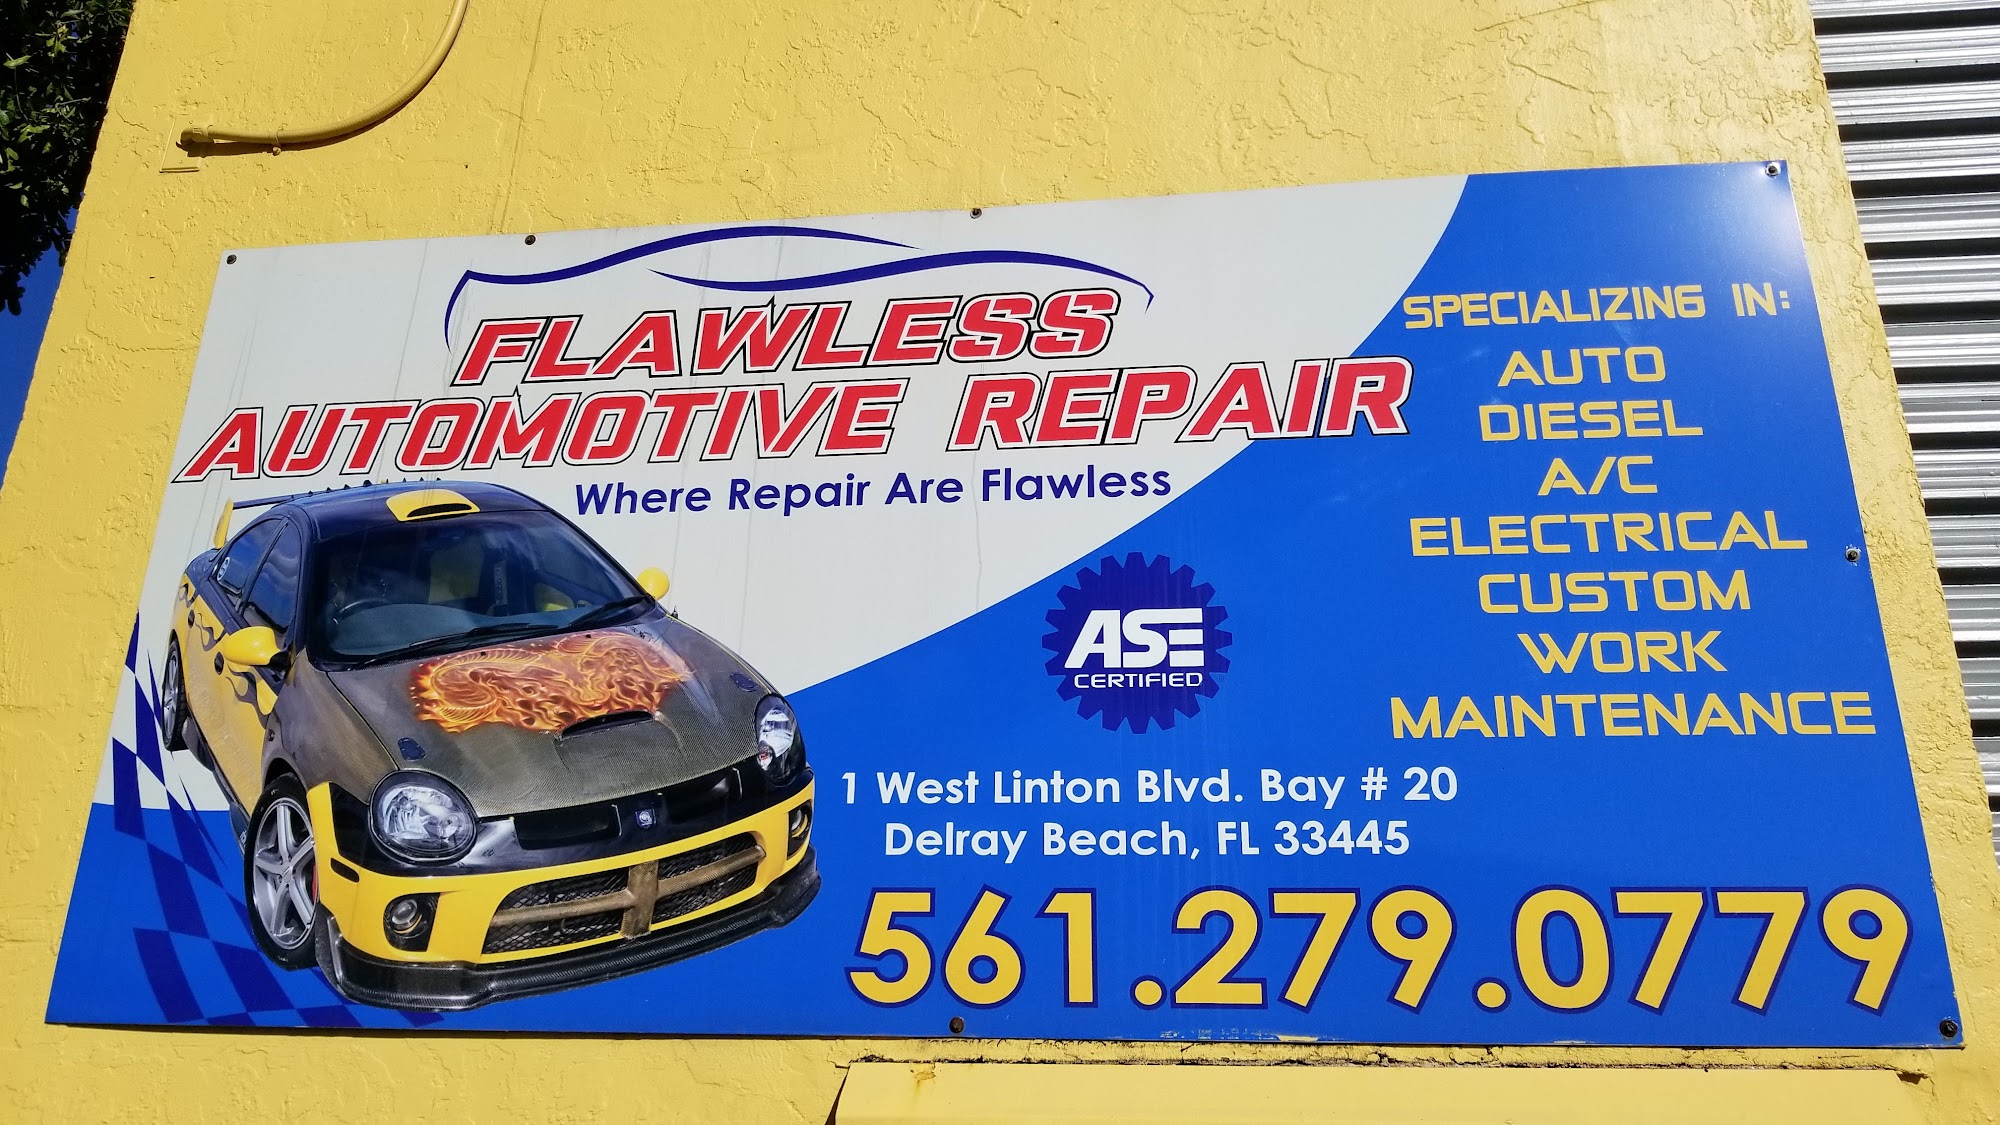 FLAWLESS
AUTOMOTIVE REPAIR
Where Repair Are Flawless
SPECIALIZING IN:
AUTO
DIESEL
A/C
ELECTRICAL
CUSTOM
WORK
MAINTENANCE
ASE
CERTIFIED
1 West Linton Blvd. Bay # 20
Delray Beach, FL 33445
561.279.0779